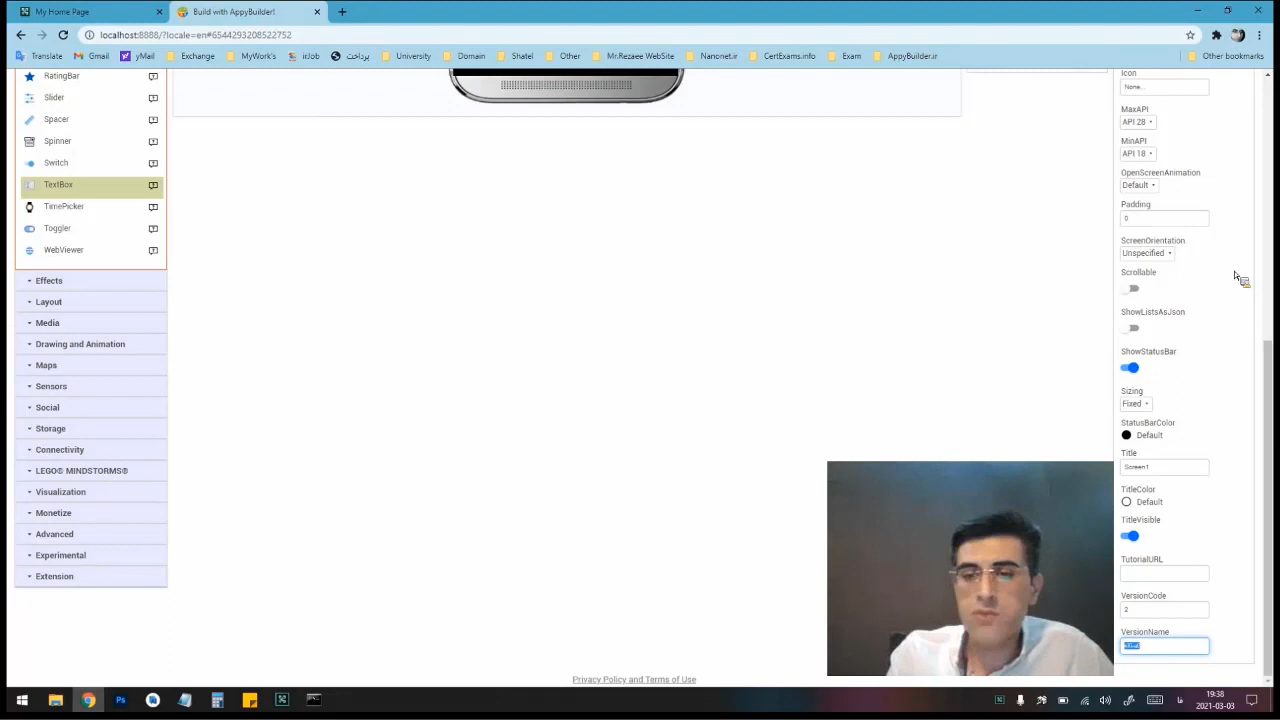 My Home Page
Build with AppyBuilder!
localhost:8888/?locale=en#6544293208522752
Translate
Gmail
yMail
Exchange
MyWork's
irJob
پرداخت
University
Domain
Shatel
Other
Mr.Rezaee WebSite
Nanonet.ir
CertExams.info
Exam
AppyBuilder.ir
Other bookmarks
RatingBar
Slider
Spacer
Spinner
Switch
TextBox
TimePicker
Toggler
WebViewer
Effects
Layout
Media
Drawing and Animation
Maps
Sensors
Social
Storage
Connectivity
LEGO® MINDSTORMS®
Visualization
Monetize
Advanced
Experimental
Extension
Icon
None...
MaxAPI
API 28
MinAPI
API 18
OpenScreenAnimation
Default
Padding
0
ScreenOrientation
Unspecified
Scrollable
ShowListsAsJson
ShowStatusBar
Sizing
Fixed
StatusBarColor
Default
Title
Screen1
TitleColor
Default
TitleVisible
TutorialURL
VersionCode
2
VersionName
Privacy Policy and Terms of Use
19:38
2021-03-03